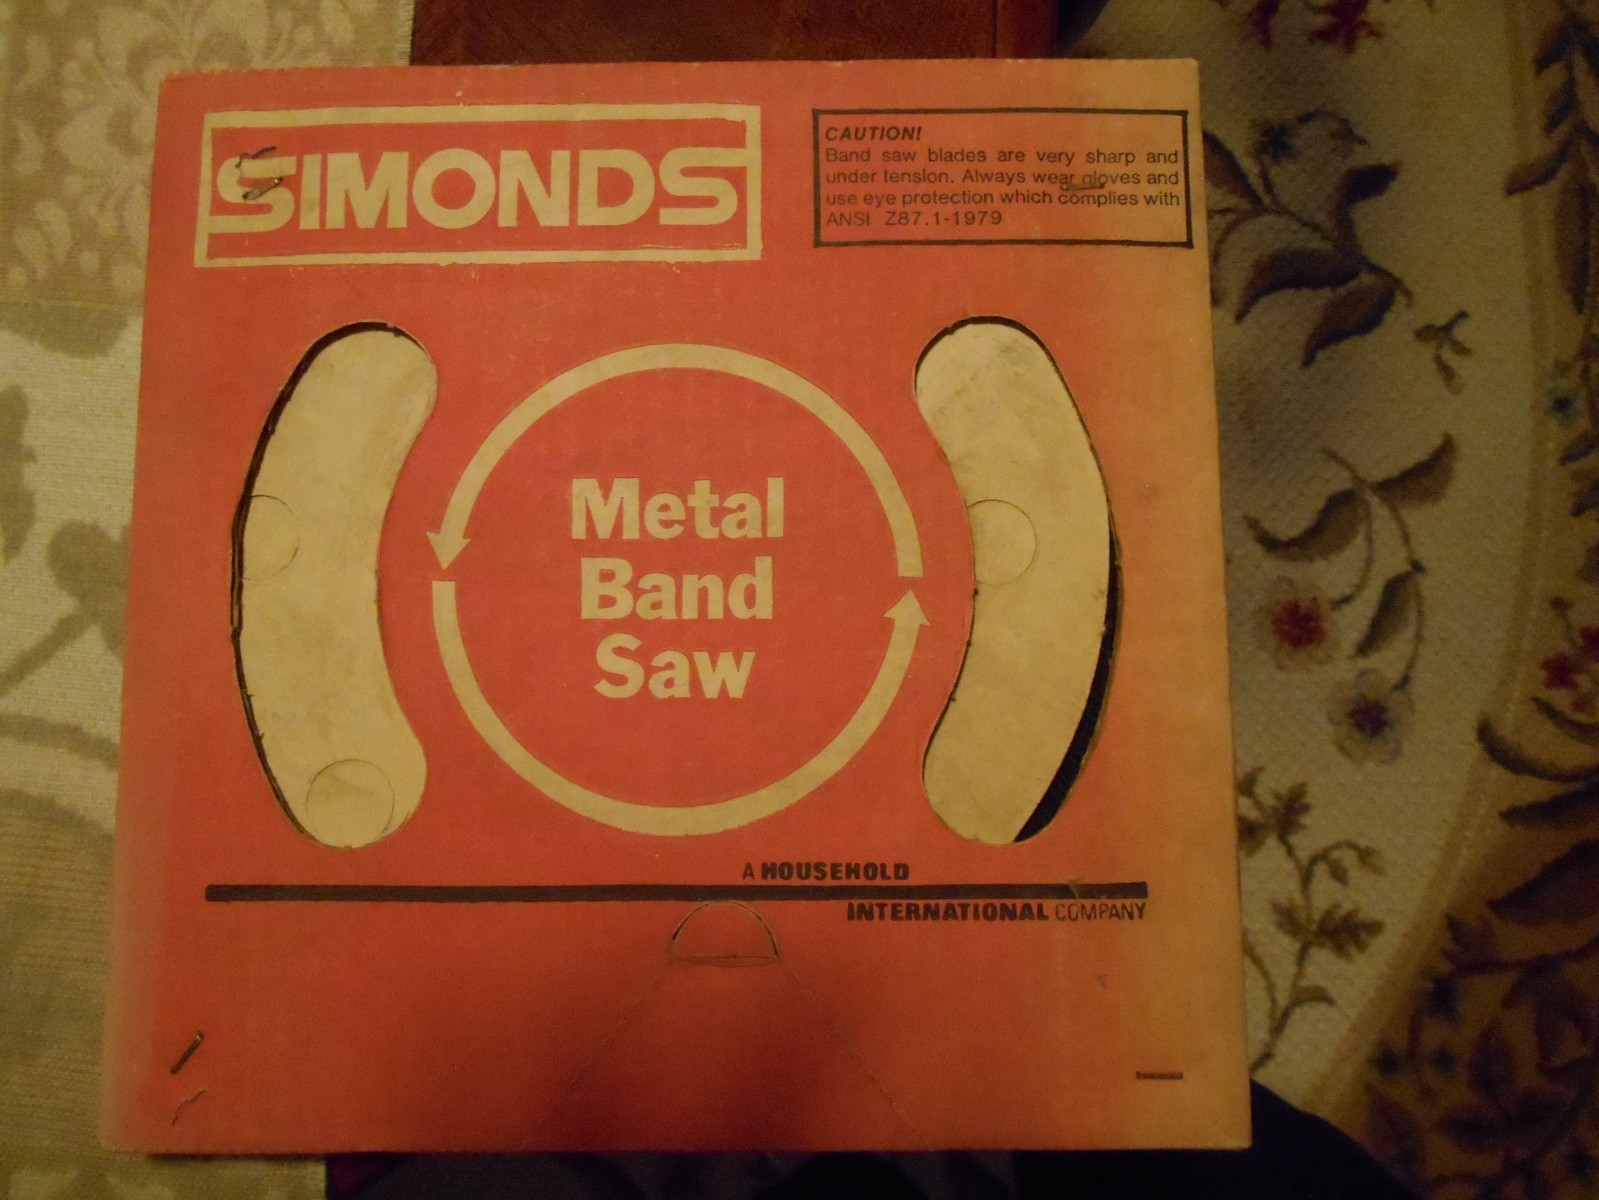 SIMONDS
CAUTION!
Band saw blades are very sharp and
under tension. Always wear gloves and
use eye protection which complies with
ANSI Z87.1-1979
Metal
Band
Saw
A HOUSEHOLD
INTERNATIONAL COMPANY